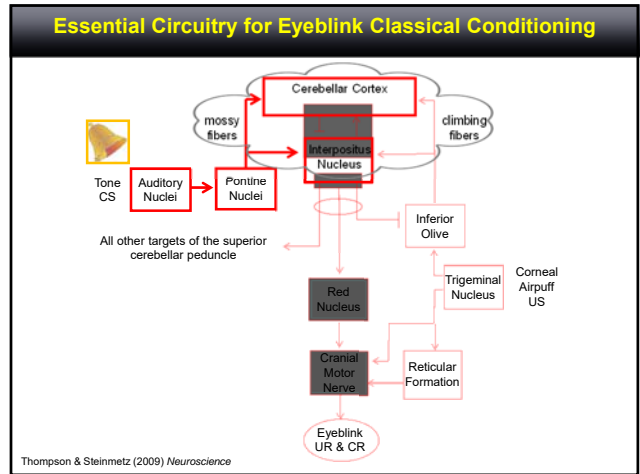 Essential Circuitry for Eyeblink Classical Conditioning
Cerebellar Cortex
mossy
fibers
climbing
fibers
Interpositus
Nucleus
Tone
CS
Auditory
Nuclei
Pontine
Nuclei
Inferior
Olive
All other targets of the superior
cerebellar peduncle
Trigeminal
Nucleus
Corneal
Airpuff
US
Red
Nucleus
Cranial
Motor
Nerve
Reticular
Formation
Eyeblink
UR & CR
Thompson & Steinmetz (2009) Neuroscience